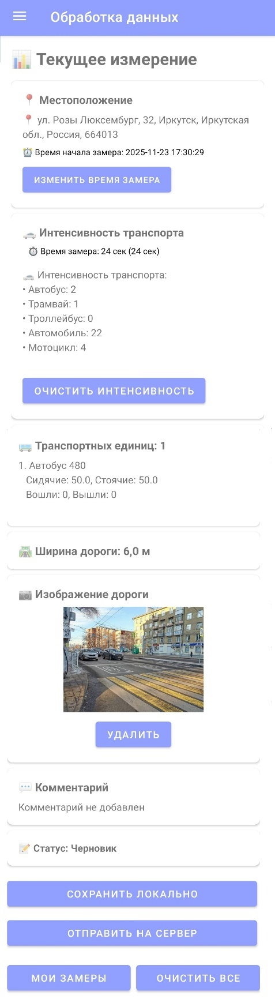 Обработка данных
Текущее измерение
Местоположение
ул. Розы Люксембург, 32, Иркутск, Иркутская
обл., Россия, 664013
Время начала замера: 2025-11-23 17:30:29
ИЗМЕНИТЬ ВРЕМЯ ЗАМЕРА
Интенсивность транспорта
Время замера: 24 сек (24 сек)
Интенсивность транспорта:
• Автобус: 2
• Трамвай: 1
• Троллейбус: 0
• Автомобиль: 22
• Мотоцикл: 4
ОЧИСТИТЬ ИНТЕНСИВНОСТЬ
Транспортных единиц: 1
1. Автобус 480
Сидячие: 50.0, Стоячие: 50.0
Вошли: 0, Вышли: 0
Ширина дороги: 6,0 м
Изображение дороги
УДАЛИТЬ
Комментарий
Комментарий не добавлен
Статус: Черновик
СОХРАНИТЬ ЛОКАЛЬНО
ОТПРАВИТЬ НА СЕРВЕР
МОИ ЗАМЕРЫ
ОЧИСТИТЬ ВСЕ